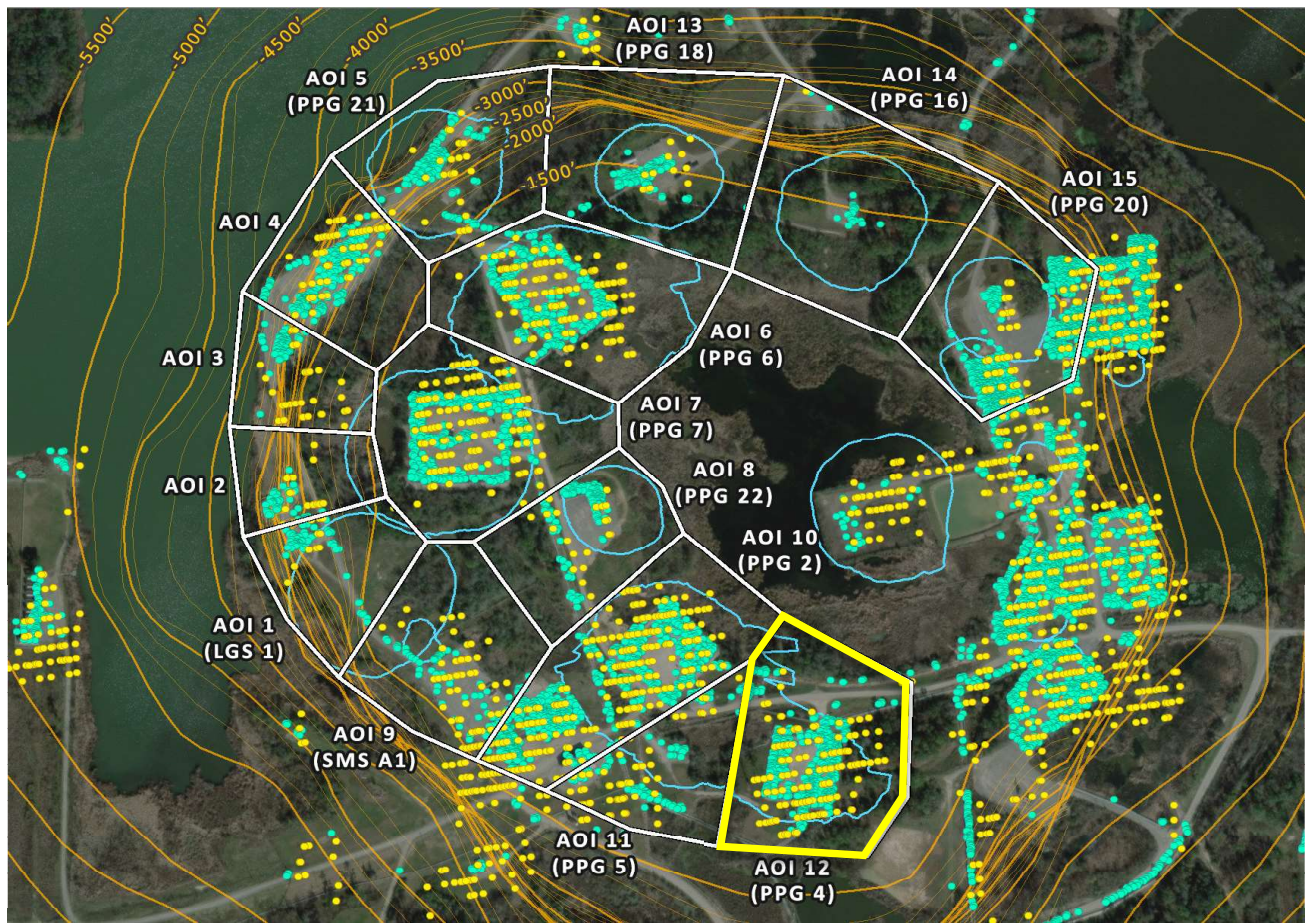 -5500'
-5000'
-4500'
-4000'
-3500'
-3000'
-2500'
-2000'
-1500'
AOI 13
(PPG 18)
AOI 14
(PPG 16)
AOI 5
(PPG 21)
AOI 15
(PPG 20)
AOI 4
AOI 3
AOI 6
(PPG 6)
AOI 7
(PPG 7)
AOI 2
AOI 8
(PPG 22)
AOI 10
(PPG 2)
AOI 1
(LGS 1)
AOI 9
(SMS A1)
AOI 11
(PPG 5)
AOI 12
(PPG 4)